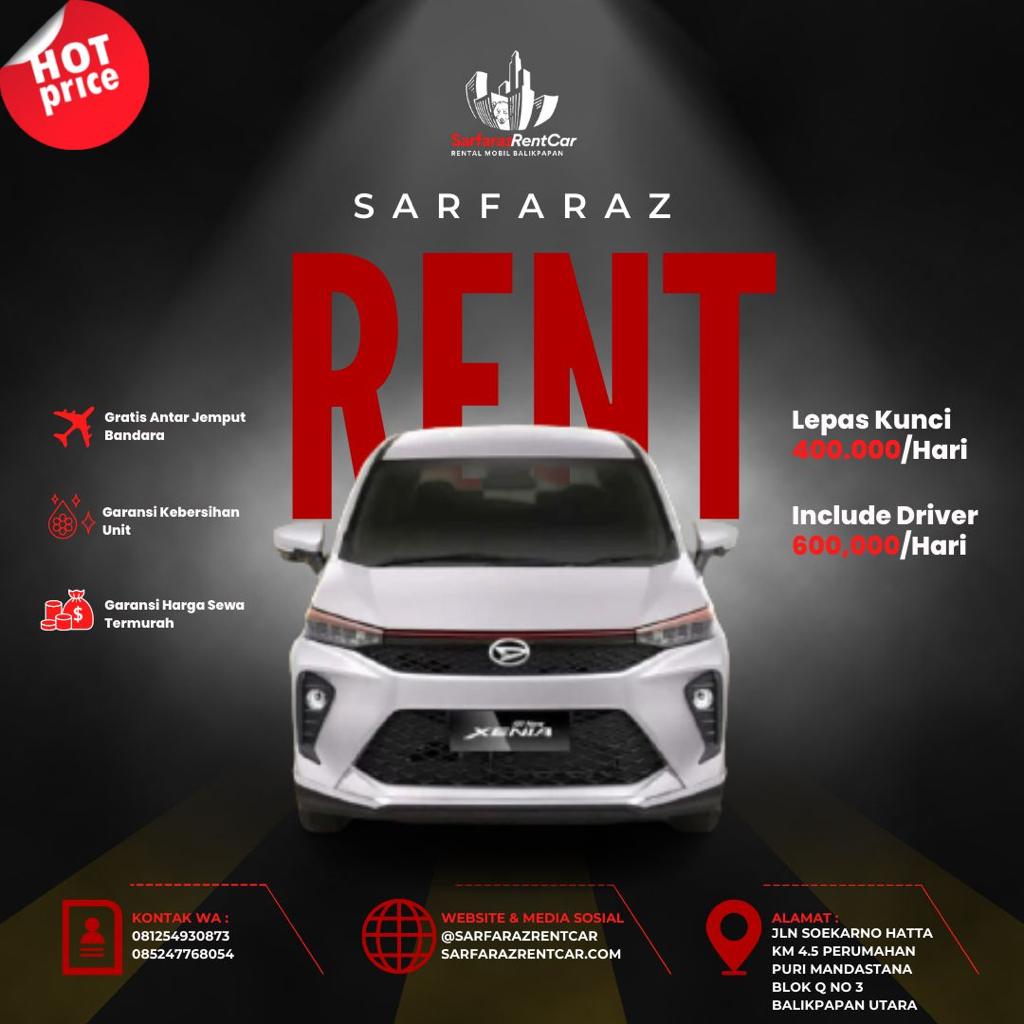 HOT
price
SarfarazRentCar
RENTAL MOBIL BALIKPAPAN
SARFARAZ
RENT
Gratis Antar Jemput
Bandara
Garansi Kebersihan
Unit
Garansi Harga Sewa
Termurah
Lepas Kunci
400.000/Hari
Include Driver
600,000/Hari
All New
XENIA
KONTAK WA :
081254930873
085247768054
WEBSITE & MEDIA SOSIAL
@SARFARAZRENTCAR
SARFARAZRENTCAR.COM
ALAMAT :
JLN SOEKARNO HATTA
KM 4.5 PERUMAHAN
PURI MANDASTANA
BLOK Q NO 3
BALIKPAPAN UTARA